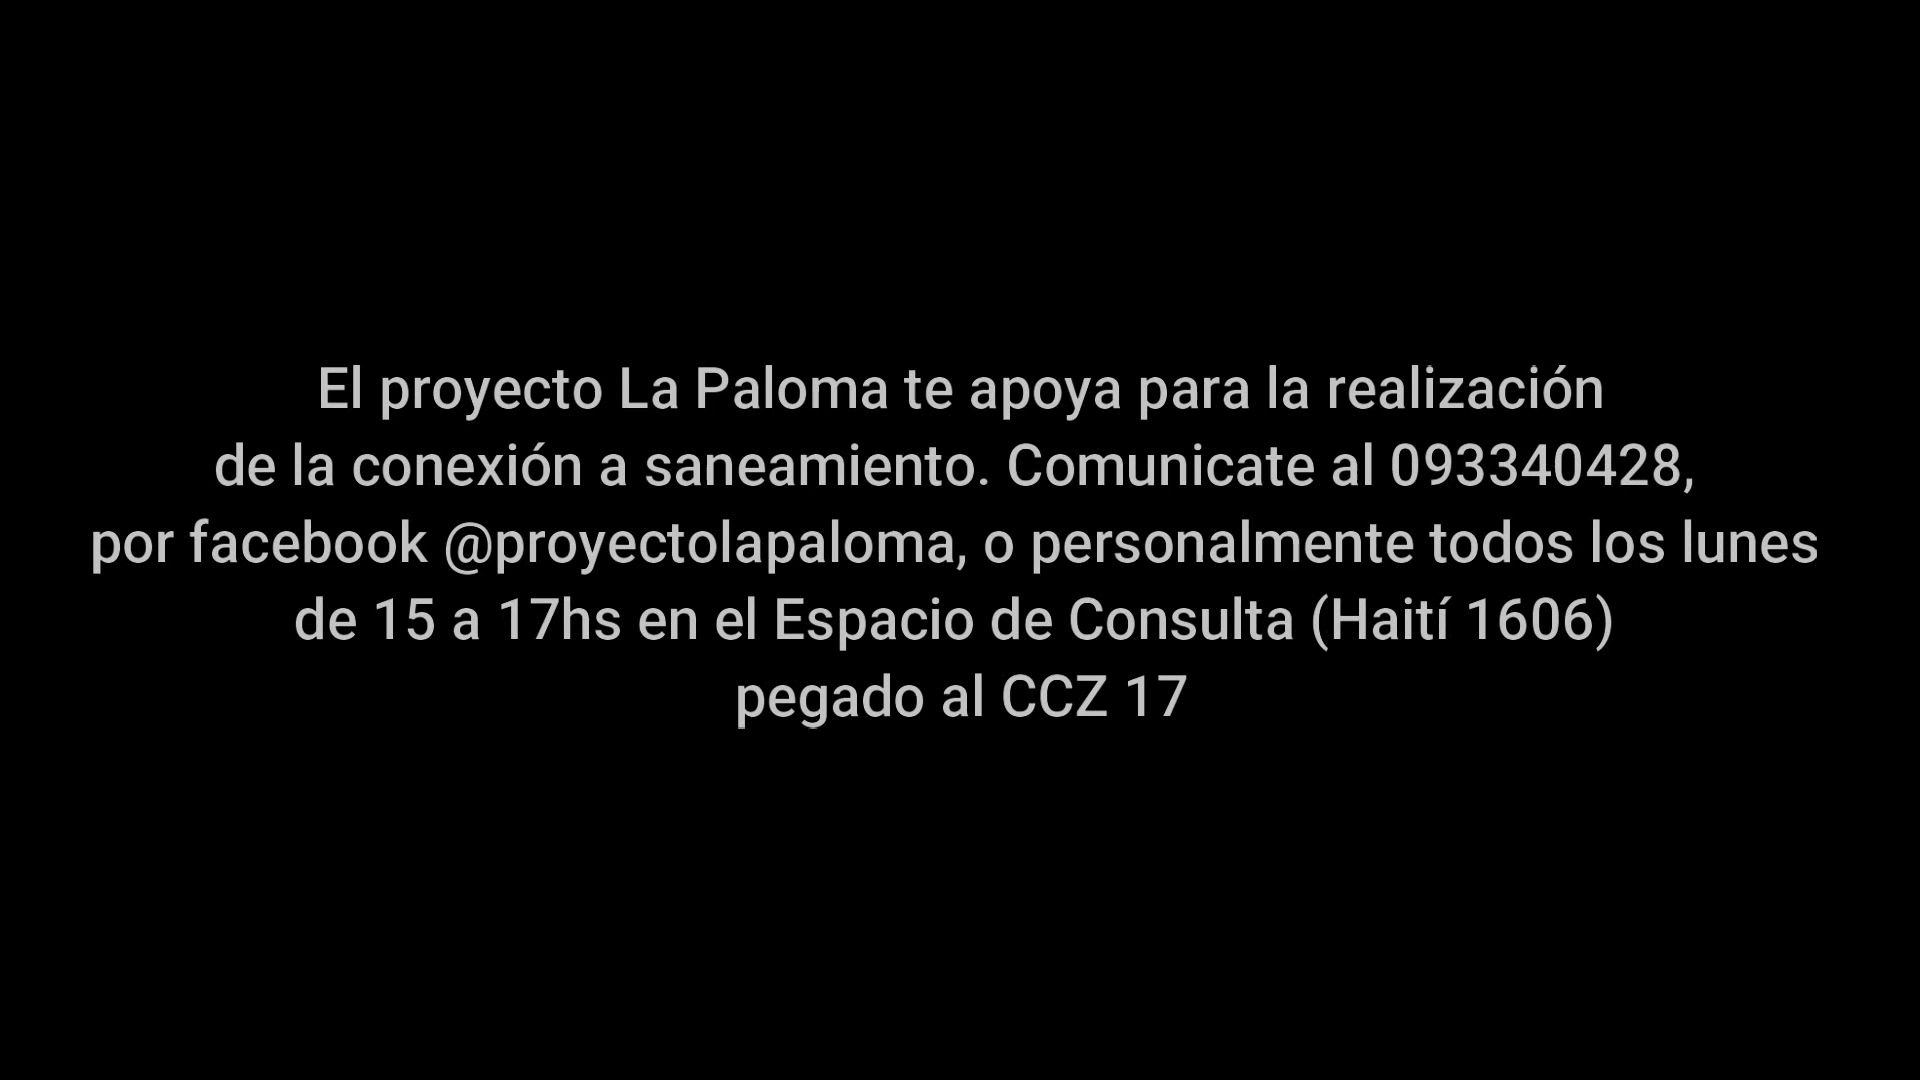 El proyecto La Paloma te apoya para la realización
de la conexión a saneamiento. Comunicate al 093340428,
por facebook @proyectolapaloma, o personalmente todos los lunes
de 15 a 17hs en el Espacio de Consulta (Haití 1606)
pegado al CCZ 17